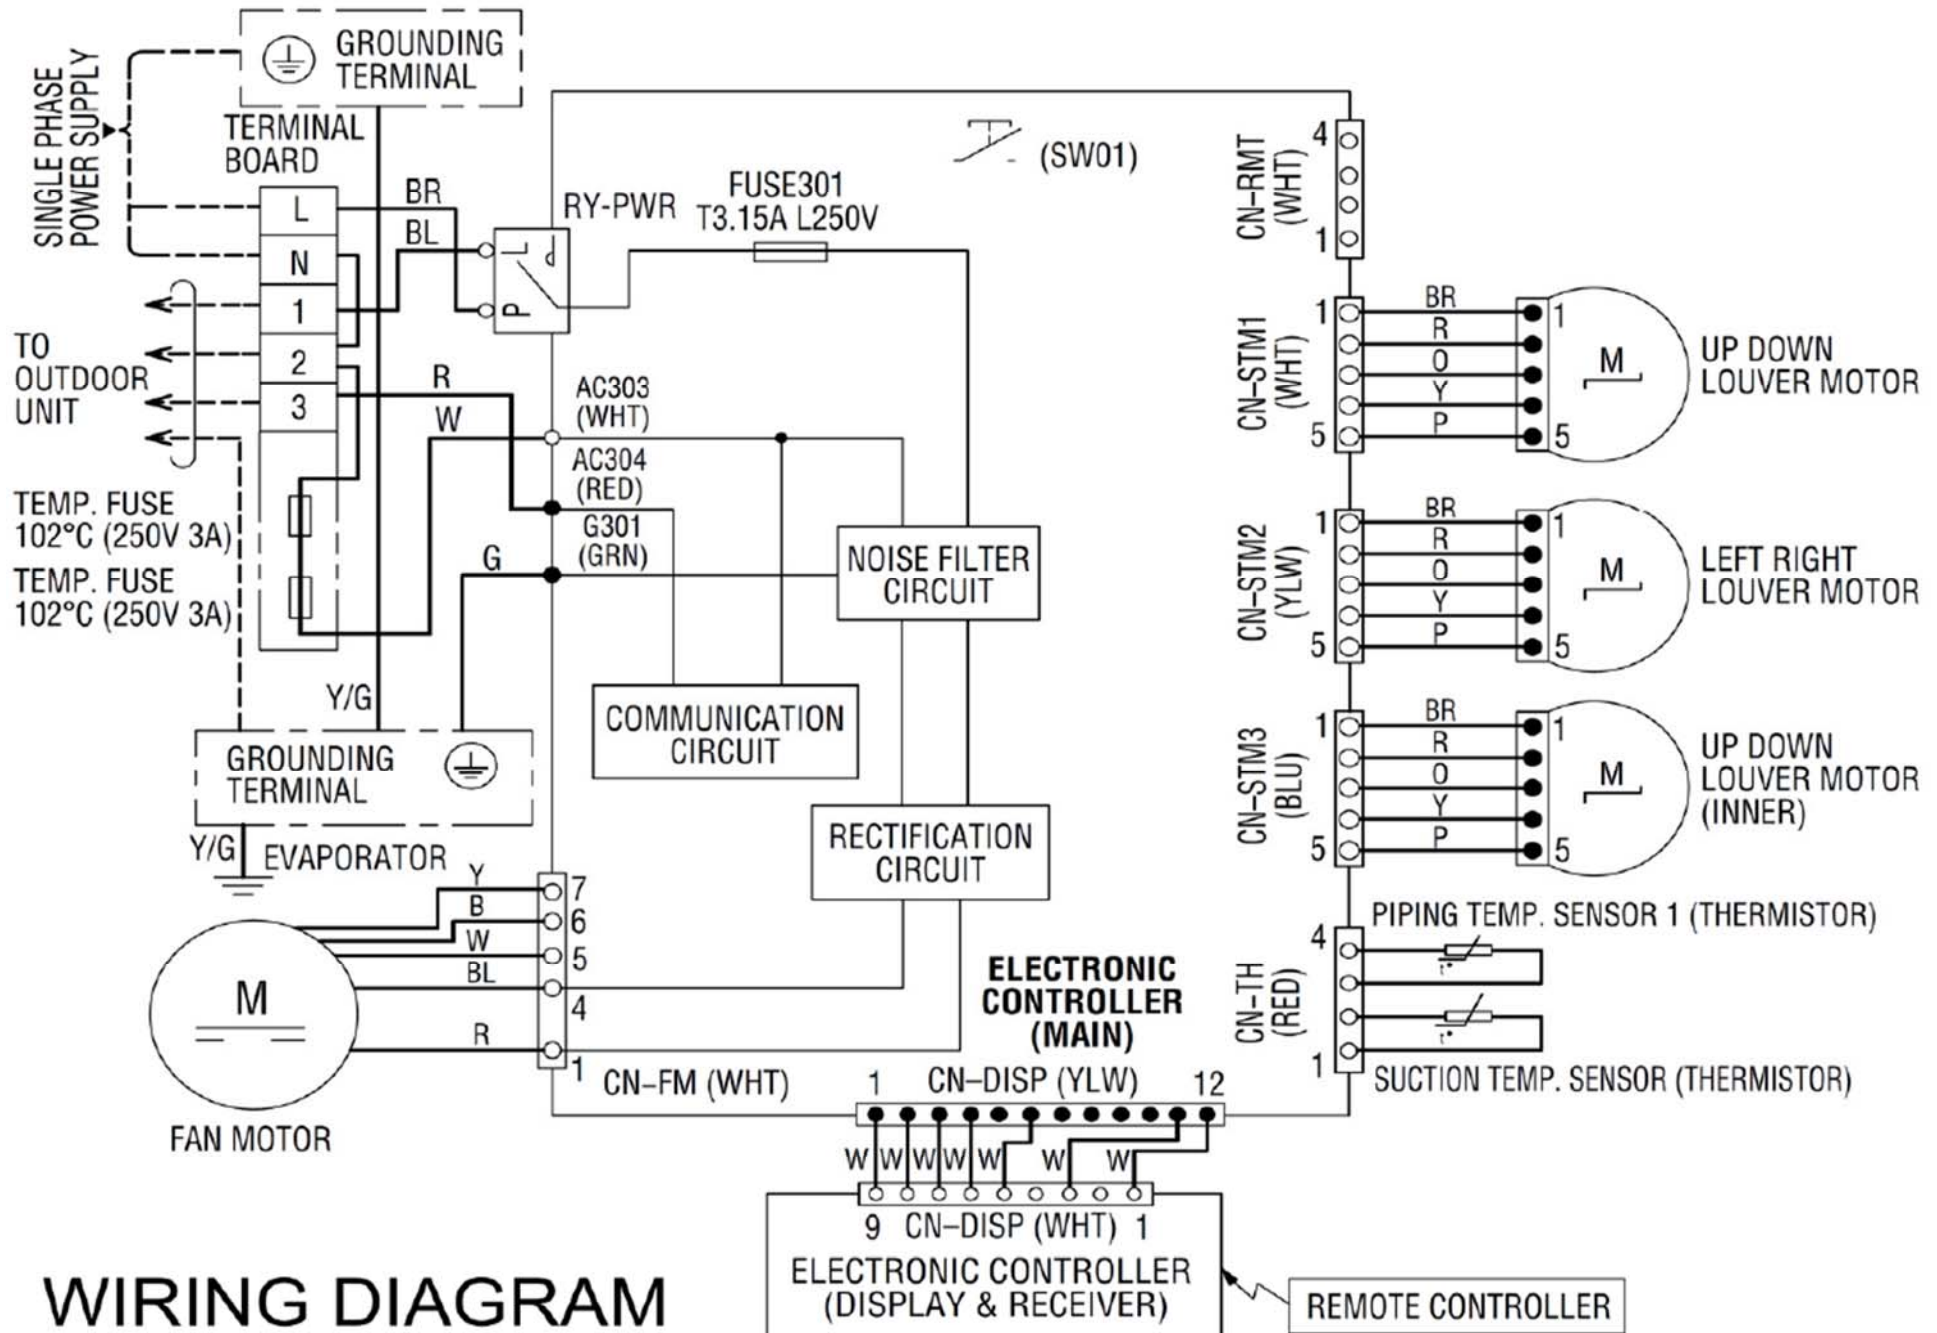 GROUNDING
TERMINAL
SINGLE PHASE
POWER SUPPLY
TERMINAL
BOARD
L
N
1
2
3
BR
BL
RY-PWR
L
P
FUSE301
T3.15A L250V
(SW01)
TO
OUTDOOR
UNIT
R
W
AC303
(WHT)
AC304
(RED)
G301
(GRN)
G
TEMP. FUSE
102°C (250V 3A)
TEMP. FUSE
102°C (250V 3A)
NOISE FILTER
CIRCUIT
COMMUNICATION
CIRCUIT
RECTIFICATION
CIRCUIT
Y/G
GROUNDING
TERMINAL
Y/G
EVAPORATOR
M
FAN MOTOR
Y
B
W
BL
R
7
6
5
4
1
CN-FM (WHT)
ELECTRONIC
CONTROLLER
(MAIN)
4
CN-RMT
(WHT)
1
1
CN-STM1
(WHT)
5
BR
R
O
Y
P
1
5
M
UP DOWN
LOUVER MOTOR
1
CN-STM2
(YLW)
5
BR
R
O
Y
P
1
5
M
LEFT RIGHT
LOUVER MOTOR
1
CN-STM3
(BLU)
5
BR
R
O
Y
P
1
5
M
UP DOWN
LOUVER MOTOR
(INNER)
PIPING TEMP. SENSOR 1 (THERMISTOR)
4
CN-TH
(RED)
1
t°
t°
SUCTION TEMP. SENSOR (THERMISTOR)
1 CN-DISP (YLW) 12
W W W W W W W
9 CN-DISP (WHT) 1
ELECTRONIC CONTROLLER
(DISPLAY & RECEIVER)
REMOTE CONTROLLER
WIRING DIAGRAM